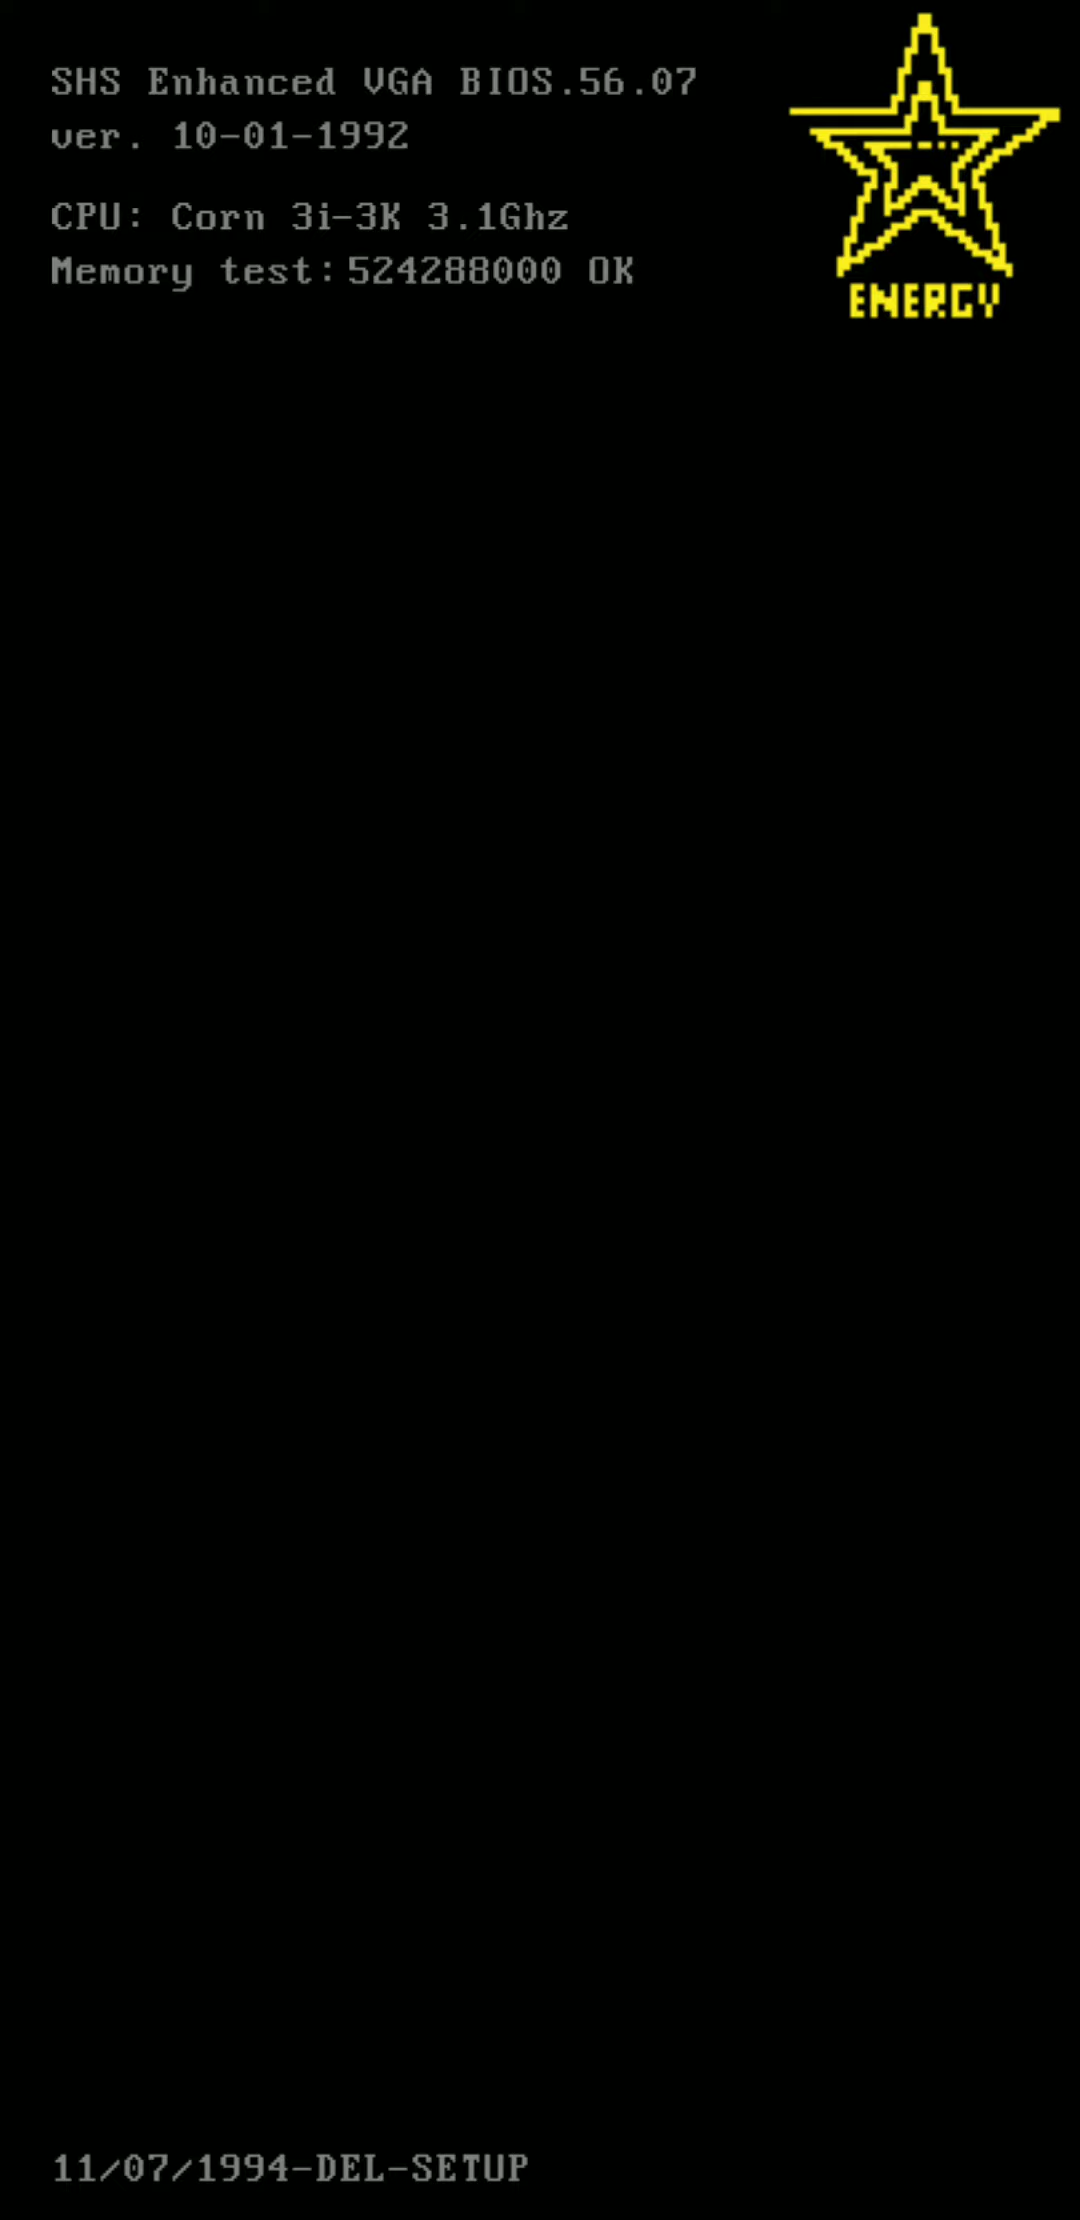 SHS Enhanced VGA BIOS.56.07
ver. 10-01-1992
CPU: Corn 3i-3K 3.1Ghz
Memory test:524288000 OK
ENERGY
11/07/1994-DEL-SETUP